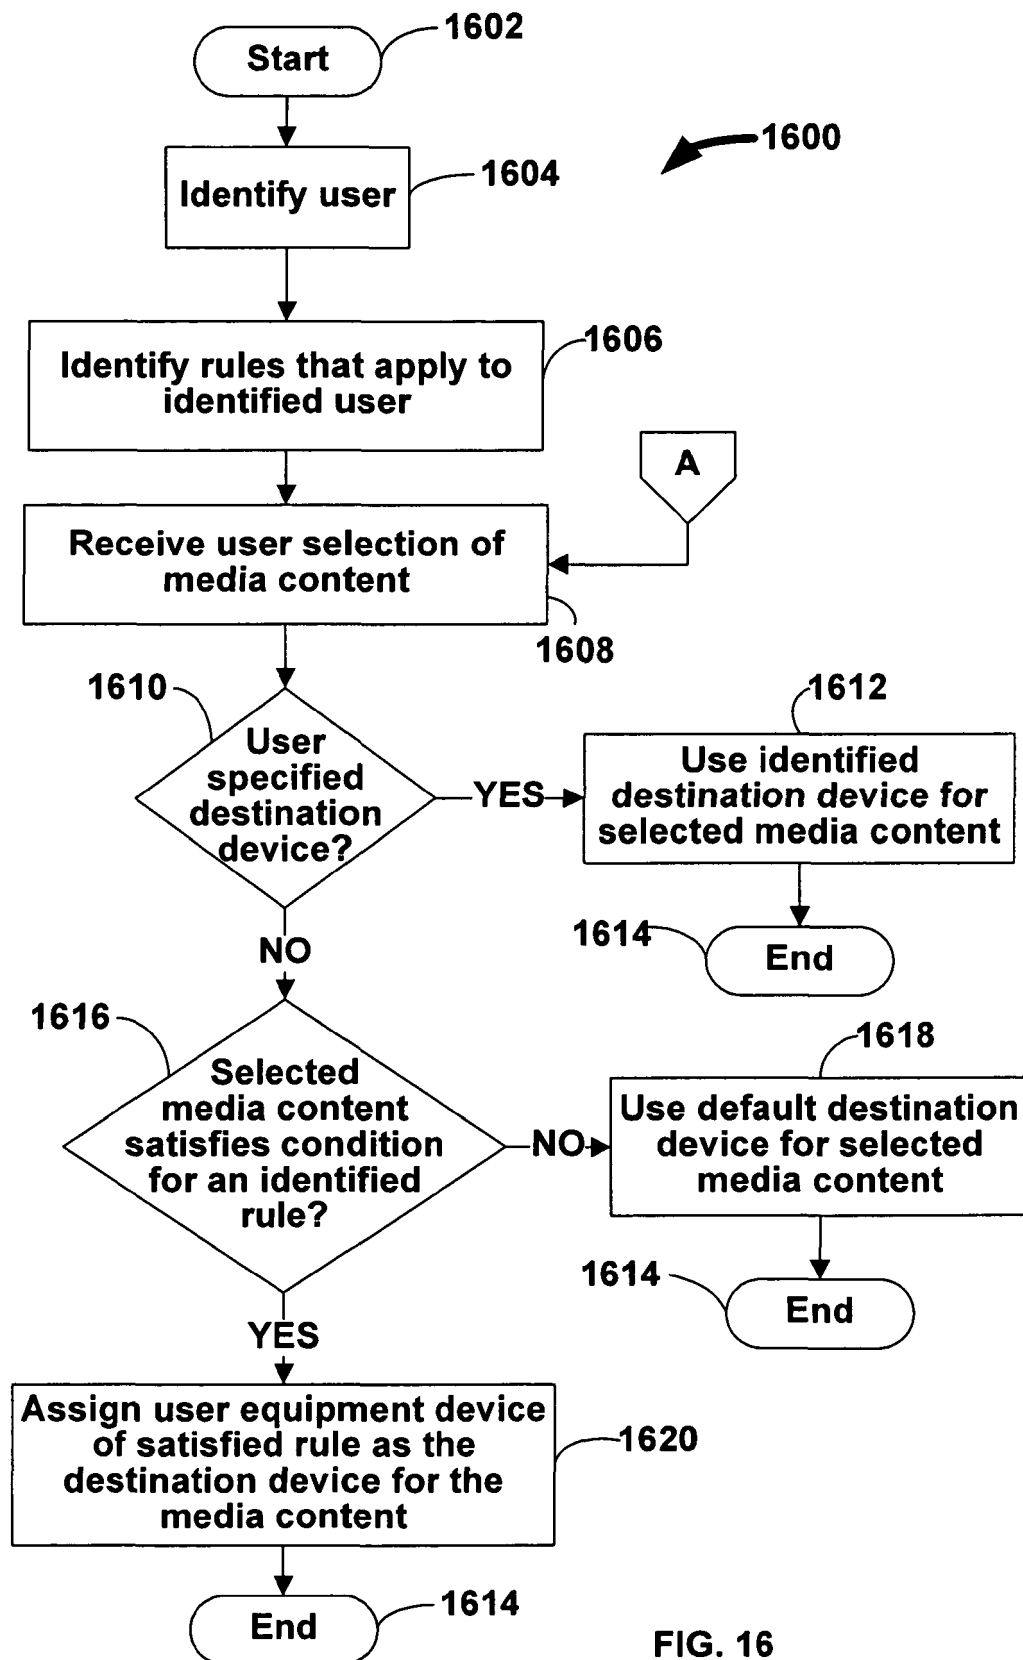 1602
Start
1600
1604
Identify user
1606
Identify rules that apply to
identified user
A
Receive user selection of
media content
1608
1610
User
specified
destination
device?
YES
1612
Use identified
destination device for
selected media content
1614
End
NO
1616
Selected
media content
satisfies condition
for an identified
rule?
NO
1618
Use default destination
device for selected
media content
1614
End
YES
Assign user equipment device
of satisfied rule as the
destination device for the
media content
1620
End
1614
FIG. 16